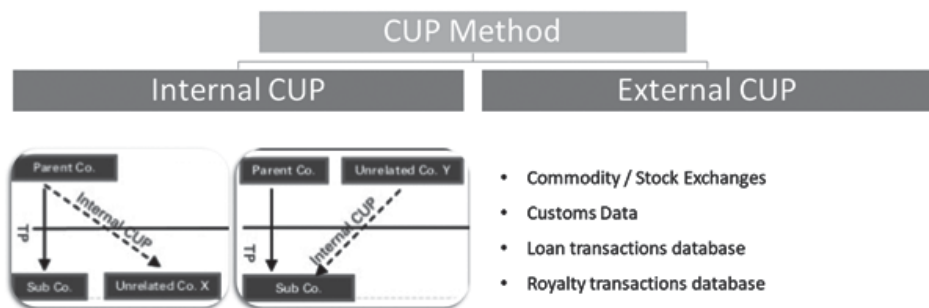 CUP Method
Internal CUP
External CUP
Parent Co.
Internal CUP
TP
Sub Co.
Unrelated Co. X
Parent Co.
Unrelated Co. Y
Internal CUP
TP
Sub Co.
• Commodity / Stock Exchanges
• Customs Data
• Loan transactions database
• Royalty transactions database